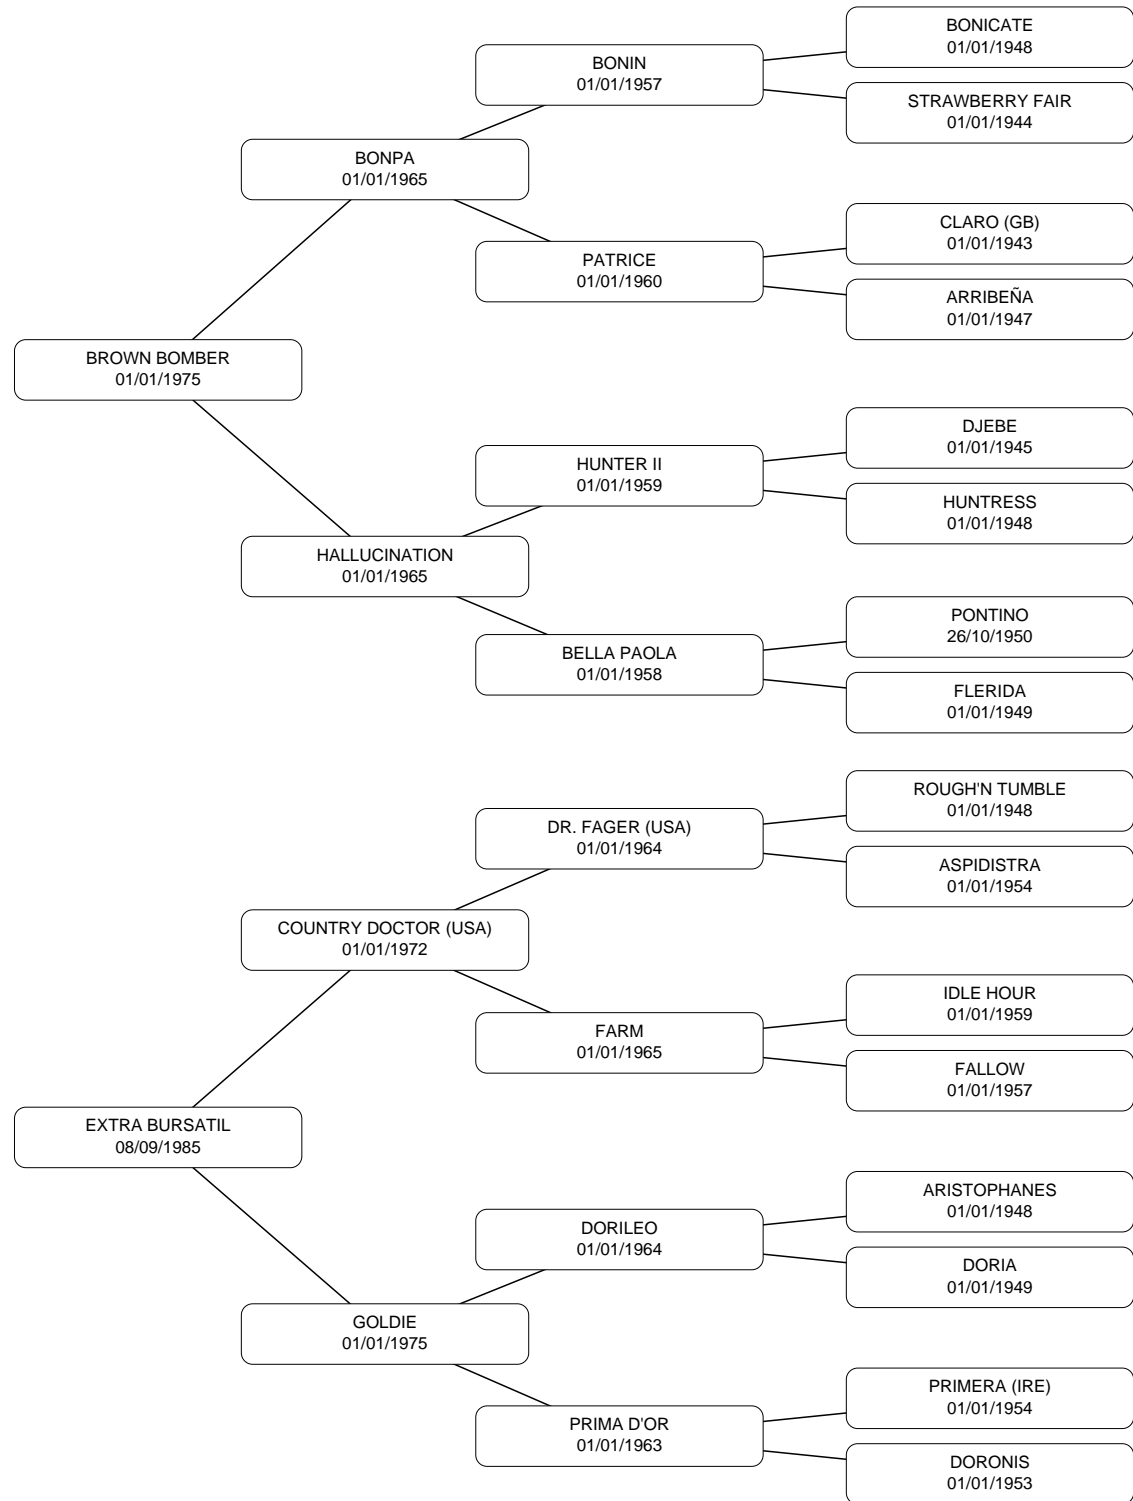 BONICATE
01/01/1948
BONIN
01/01/1957
STRAWBERRY FAIR
01/01/1944
BONPA
01/01/1965
CLARO (GB)
01/01/1943
PATRICE
01/01/1960
ARRIBEÑA
01/01/1947
BROWN BOMBER
01/01/1975
DJEBE
01/01/1945
HUNTER II
01/01/1959
HUNTRESS
01/01/1948
HALLUCINATION
01/01/1965
PONTINO
26/10/1950
BELLA PAOLA
01/01/1958
FLERIDA
01/01/1949
ROUGH'N TUMBLE
01/01/1948
DR. FAGER (USA)
01/01/1964
ASPIDISTRA
01/01/1954
COUNTRY DOCTOR (USA)
01/01/1972
IDLE HOUR
01/01/1959
FARM
01/01/1965
FALLOW
01/01/1957
EXTRA BURSATIL
08/09/1985
ARISTOPHANES
01/01/1948
DORILEO
01/01/1964
DORIA
01/01/1949
GOLDIE
01/01/1975
PRIMERA (IRE)
01/01/1954
PRIMA D'OR
01/01/1963
DORONIS
01/01/1953